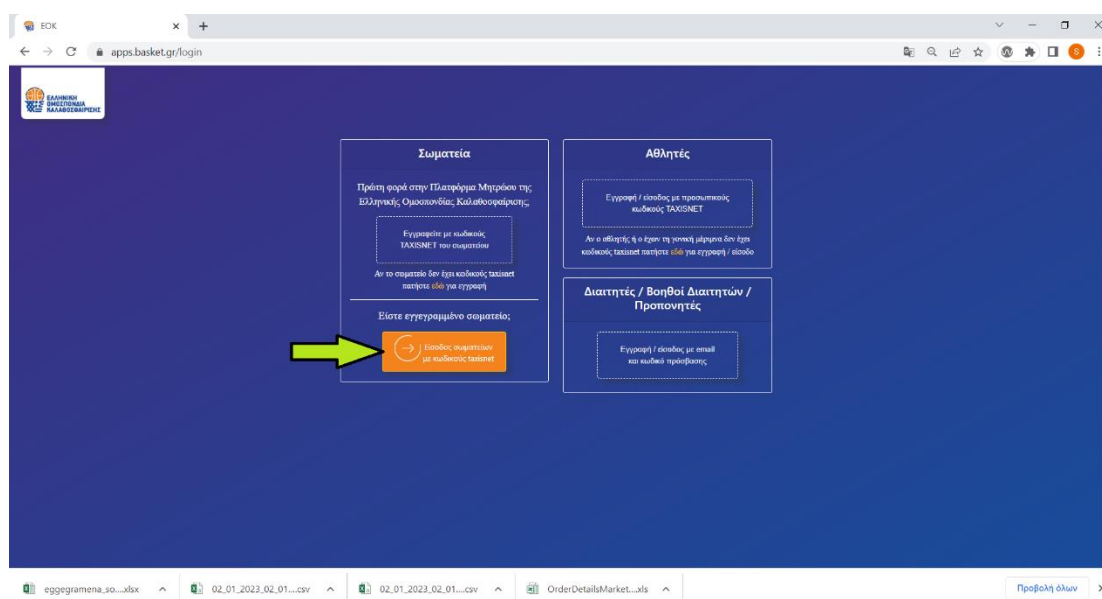 EOK
apps.basket.gr/login
S
ΕΛΛΗΝΙΚΗ
ΟΜΟΣΠΟΝΔΙΑ
ΚΑΛΑΘΟΣΦΑΙΡΙΣΗΣ
Σωματεία
Πρώτη φορά στην Πλατφόρμα Μητρώου της
Ελληνικής Ομοσπονδίας Καλαθοσφαίρισης;
Εγγραφείτε με κωδικούς
TAXISNET του σωματείου
Αν το σωματείο δεν έχει κωδικούς taxisnet
πατήστε εδώ για εγγραφή
Είστε εγγεγραμμένο σωματείο;
Είσοδος σωματείων
με κωδικούς taxisnet
Αθλητές
Εγγραφή / είσοδος με προσωπικούς
κωδικούς TAXISNET
Αν ο αθλητής ή ο έχων τη γονική μέριμνα δεν έχει
κωδικούς taxisnet πατήστε εδώ για εγγραφή / είσοδο
Διαιτητές / Βοηθοί Διαιτητών /
Προπονητές
Εγγραφή / είσοδος με email
και κωδικό πρόσβασης
eggegramena_so....xlsx
02_01_2023_02_01....csv
02_01_2023_02_01....csv
OrderDetailsMarket....xls
Προβολή όλων